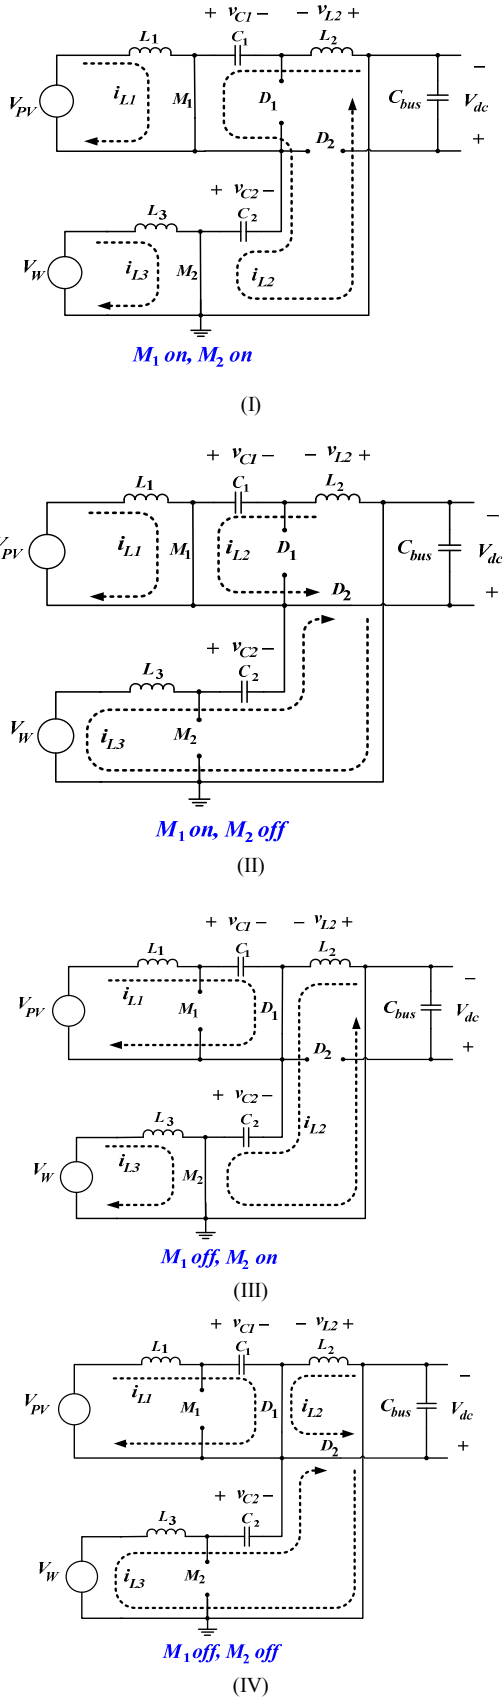 + vC1 − − vL2 +
L1 C1 L2
VPV iL1 M1 D1 Cbus − Vdc +
D2
+ vC2 −
L3 C2
VW iL3 M2 iL2
M1 on, M2 on
(I)
+ vC1 − − vL2 +
L1 C1 L2
VPV iL1 M1 iL2 D1 Cbus − Vdc +
D2
+ vC2 −
L3 C2
VW iL3 M2
M1 on, M2 off
(II)
+ vC1 − − vL2 +
L1 C1 L2
VPV iL1 M1 D1 Cbus − Vdc +
D2
+ vC2 −
L3 C2 iL2
VW iL3 M2
M1 off, M2 on
(III)
+ vC1 − − vL2 +
L1 C1 L2
VPV iL1 M1 D1 iL2 Cbus − Vdc +
D2
+ vC2 −
L3 C2
VW iL3 M2
M1 off, M2 off
(IV)